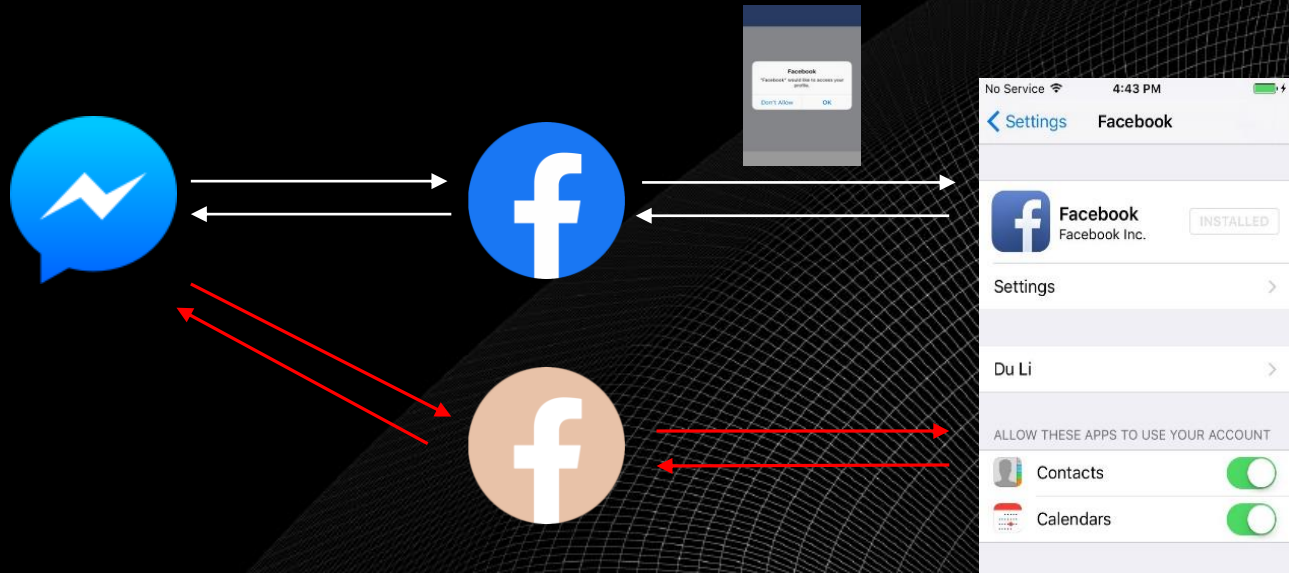 Facebook
"Facebook" would like to access your
profile.
Don't Allow
OK
No Service
4:43 PM
Settings
Facebook
Facebook
Facebook Inc.
INSTALLED
Settings
Du Li
ALLOW THESE APPS TO USE YOUR ACCOUNT
Contacts
Calendars